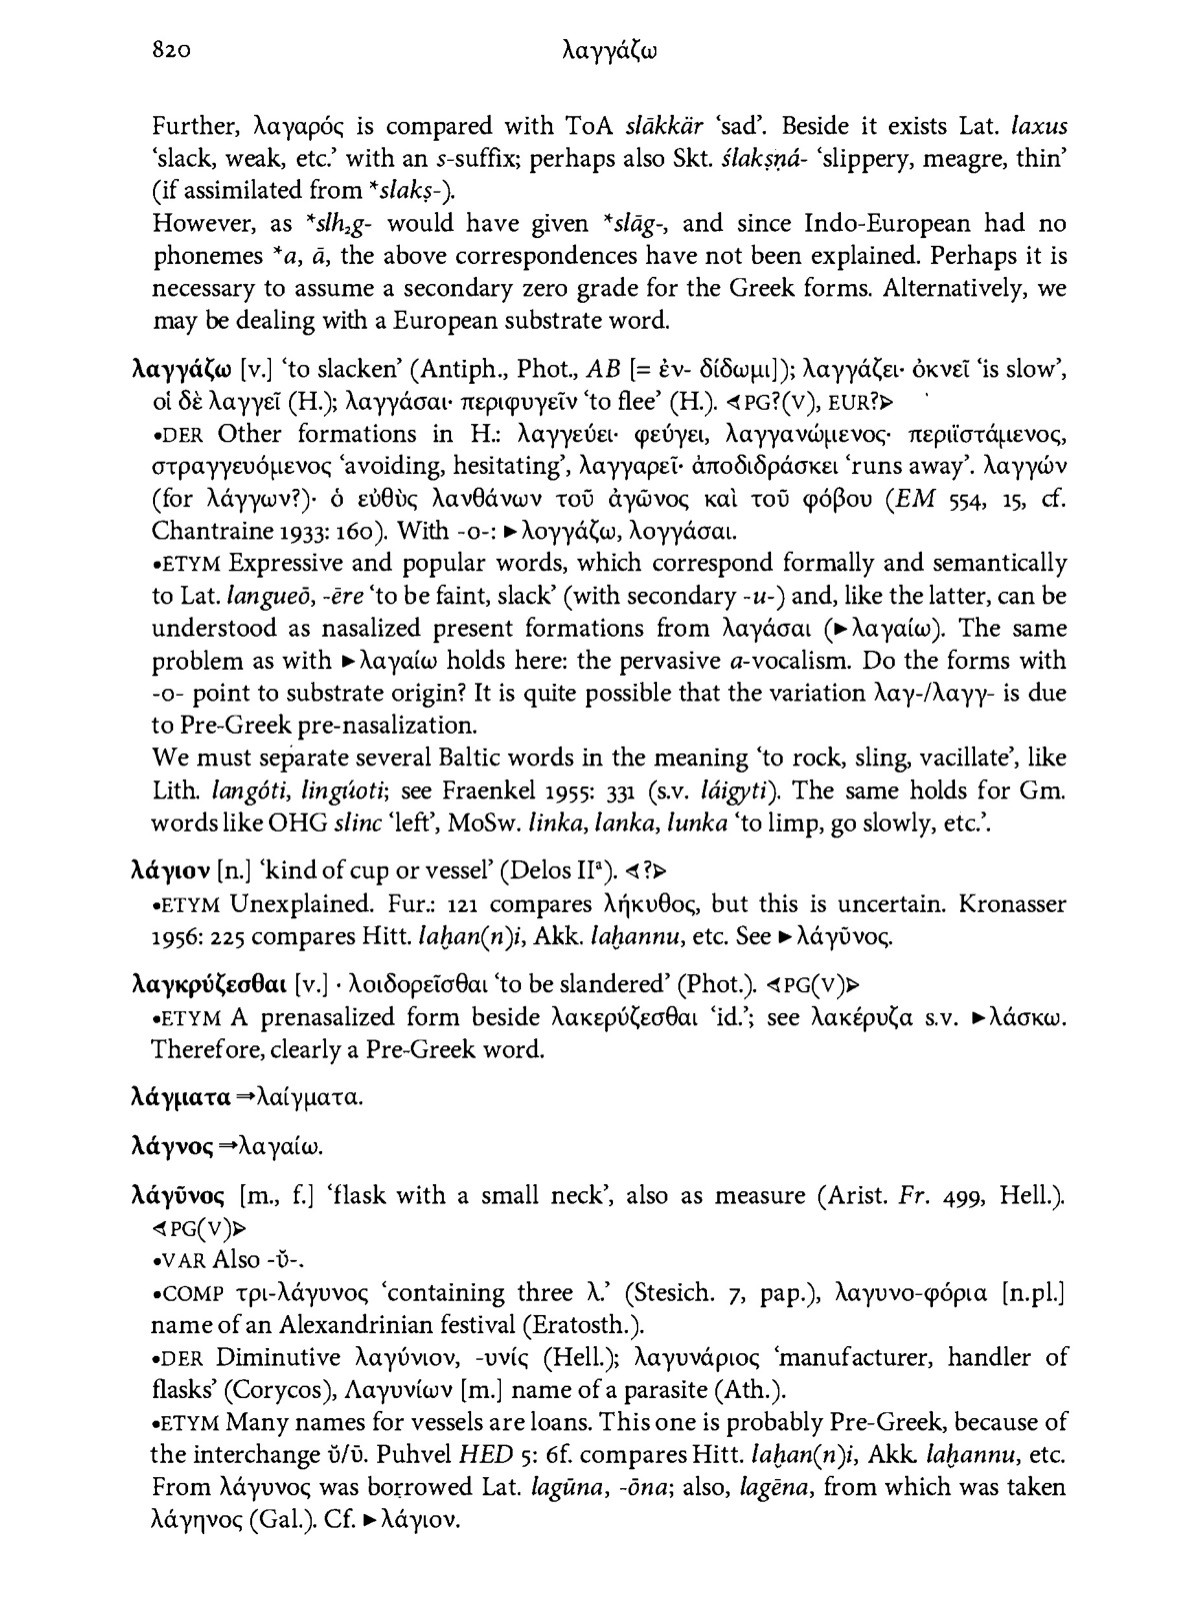 820
λαγγάζω
Further, λαγαρός is compared with ToA slākkär ‘sad’. Beside it exists Lat. laxus
‘slack, weak, etc.’ with an s-suffix; perhaps also Skt. ślakṣṇá- ‘slippery, meagre, thin’
(if assimilated from *slakṣ-).
However, as *slh₂g- would have given *slāg-, and since Indo-European had no
phonemes *a, ā, the above correspondences have not been explained. Perhaps it is
necessary to assume a secondary zero grade for the Greek forms. Alternatively, we
may be dealing with a European substrate word.
λαγγάζω [v.] ‘to slacken’ (Antiph., Phot., AB [= ἐν- δίδωμι]); λαγγάζει· ὀκνεῖ ‘is slow’,
οἱ δὲ λαγγεῖ (H.); λαγγάσαι· περιφυγεῖν ‘to flee’ (H.). ⋖PG?(V), EUR?⋗
•DER Other formations in H.: λαγγεύει· φεύγει, λαγγανώμενος· περιϊστάμενος,
στραγγευόμενος ‘avoiding, hesitating’, λαγγαρεῖ· ἀποδιδράσκει ‘runs away’. λαγγών
(for λάγγων?)· ὁ εὐθὺς λανθάνων τοῦ ἀγῶνος καὶ τοῦ φόβου (EM 554, 15, cf.
Chantraine 1933: 160). With -o-: ►λογγάζω, λογγάσαι.
•ETYM Expressive and popular words, which correspond formally and semantically
to Lat. langueō, -ēre ‘to be faint, slack’ (with secondary -u-) and, like the latter, can be
understood as nasalized present formations from λαγάσαι (►λαγαίω). The same
problem as with ►λαγαίω holds here: the pervasive a-vocalism. Do the forms with
-o- point to substrate origin? It is quite possible that the variation λαγ-/λαγγ- is due
to Pre-Greek pre-nasalization.
We must separate several Baltic words in the meaning ‘to rock, sling, vacillate’, like
Lith. langóti, lingúoti; see Fraenkel 1955: 331 (s.v. láigyti). The same holds for Gm.
words like OHG slinc ‘left’, MoSw. linka, lanka, lunka ‘to limp, go slowly, etc.’.
λάγιον [n.] ‘kind of cup or vessel’ (Delos IIᵃ). ⋖?⋗
•ETYM Unexplained. Fur.: 121 compares λήκυθος, but this is uncertain. Kronasser
1956: 225 compares Hitt. laḫan(n)i, Akk. laḫannu, etc. See ►λάγῡνος.
λαγκρύζεσθαι [v.] · λοιδορεῖσθαι ‘to be slandered’ (Phot.). ⋖PG(V)⋗
•ETYM A prenasalized form beside λακερύζεσθαι ‘id.’; see λακέρυζα s.v. ►λάσκω.
Therefore, clearly a Pre-Greek word.
λάγματα ⇒λαίγματα.
λάγνος ⇒λαγαίω.
λάγῡνος [m., f.] ‘flask with a small neck’, also as measure (Arist. Fr. 499, Hell.).
⋖PG(V)⋗
•VAR Also -ῠ-.
•COMP τρι-λάγυνος ‘containing three λ.’ (Stesich. 7, pap.), λαγυνο-φόρια [n.pl.]
name of an Alexandrinian festival (Eratosth.).
•DER Diminutive λαγύνιον, -υνίς (Hell.); λαγυνάριος ‘manufacturer, handler of
flasks’ (Corycos), Λαγυνίων [m.] name of a parasite (Ath.).
•ETYM Many names for vessels are loans. This one is probably Pre-Greek, because of
the interchange ῠ/ῡ. Puhvel HED 5: 6f. compares Hitt. laḫan(n)i, Akk. laḫannu, etc.
From λάγυνος was borrowed Lat. lagūna, -ōna; also, lagēna, from which was taken
λάγηνος (Gal.). Cf. ►λάγιον.